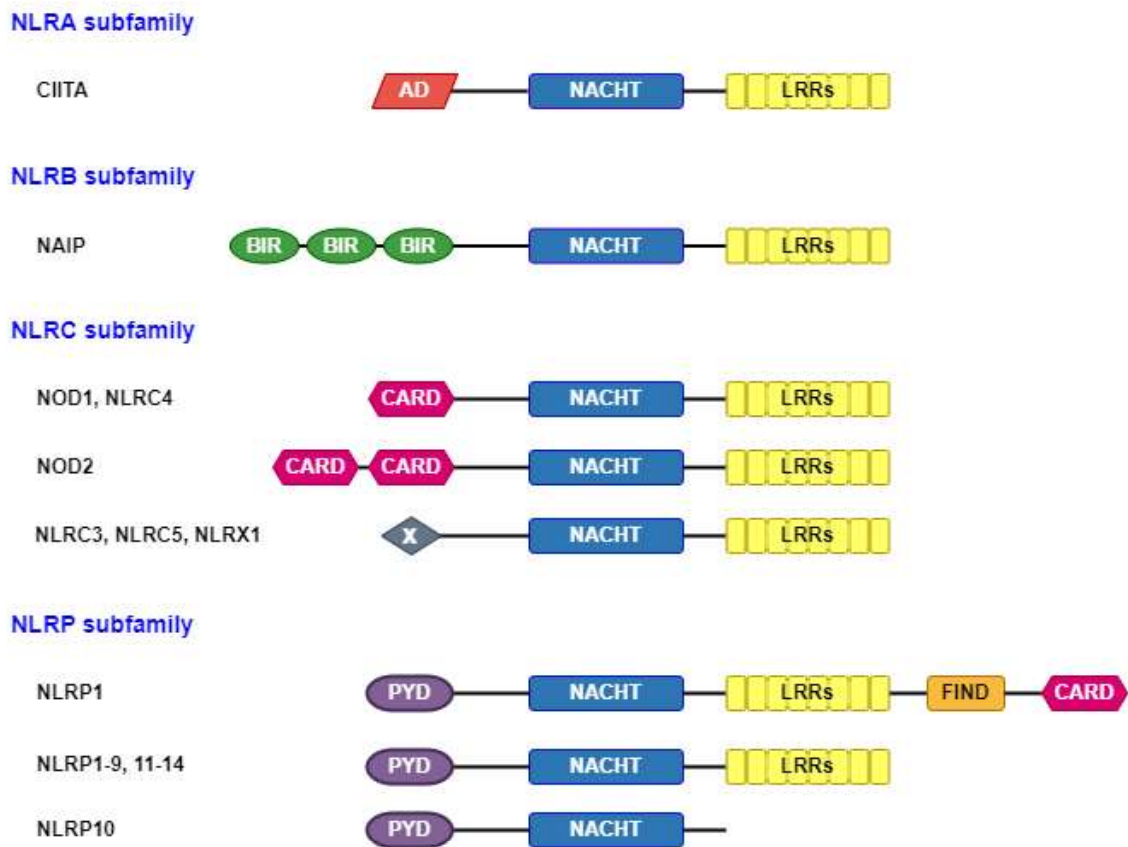 NLRA subfamily
CIITA AD NACHT LRRs
NLRB subfamily
NAIP BIR BIR BIR NACHT LRRs
NLRC subfamily
NOD1, NLRC4 CARD NACHT LRRs
NOD2 CARD CARD NACHT LRRs
NLRC3, NLRC5, NLRX1 X NACHT LRRs
NLRP subfamily
NLRP1 PYD NACHT LRRs FIND CARD
NLRP1-9, 11-14 PYD NACHT LRRs
NLRP10 PYD NACHT